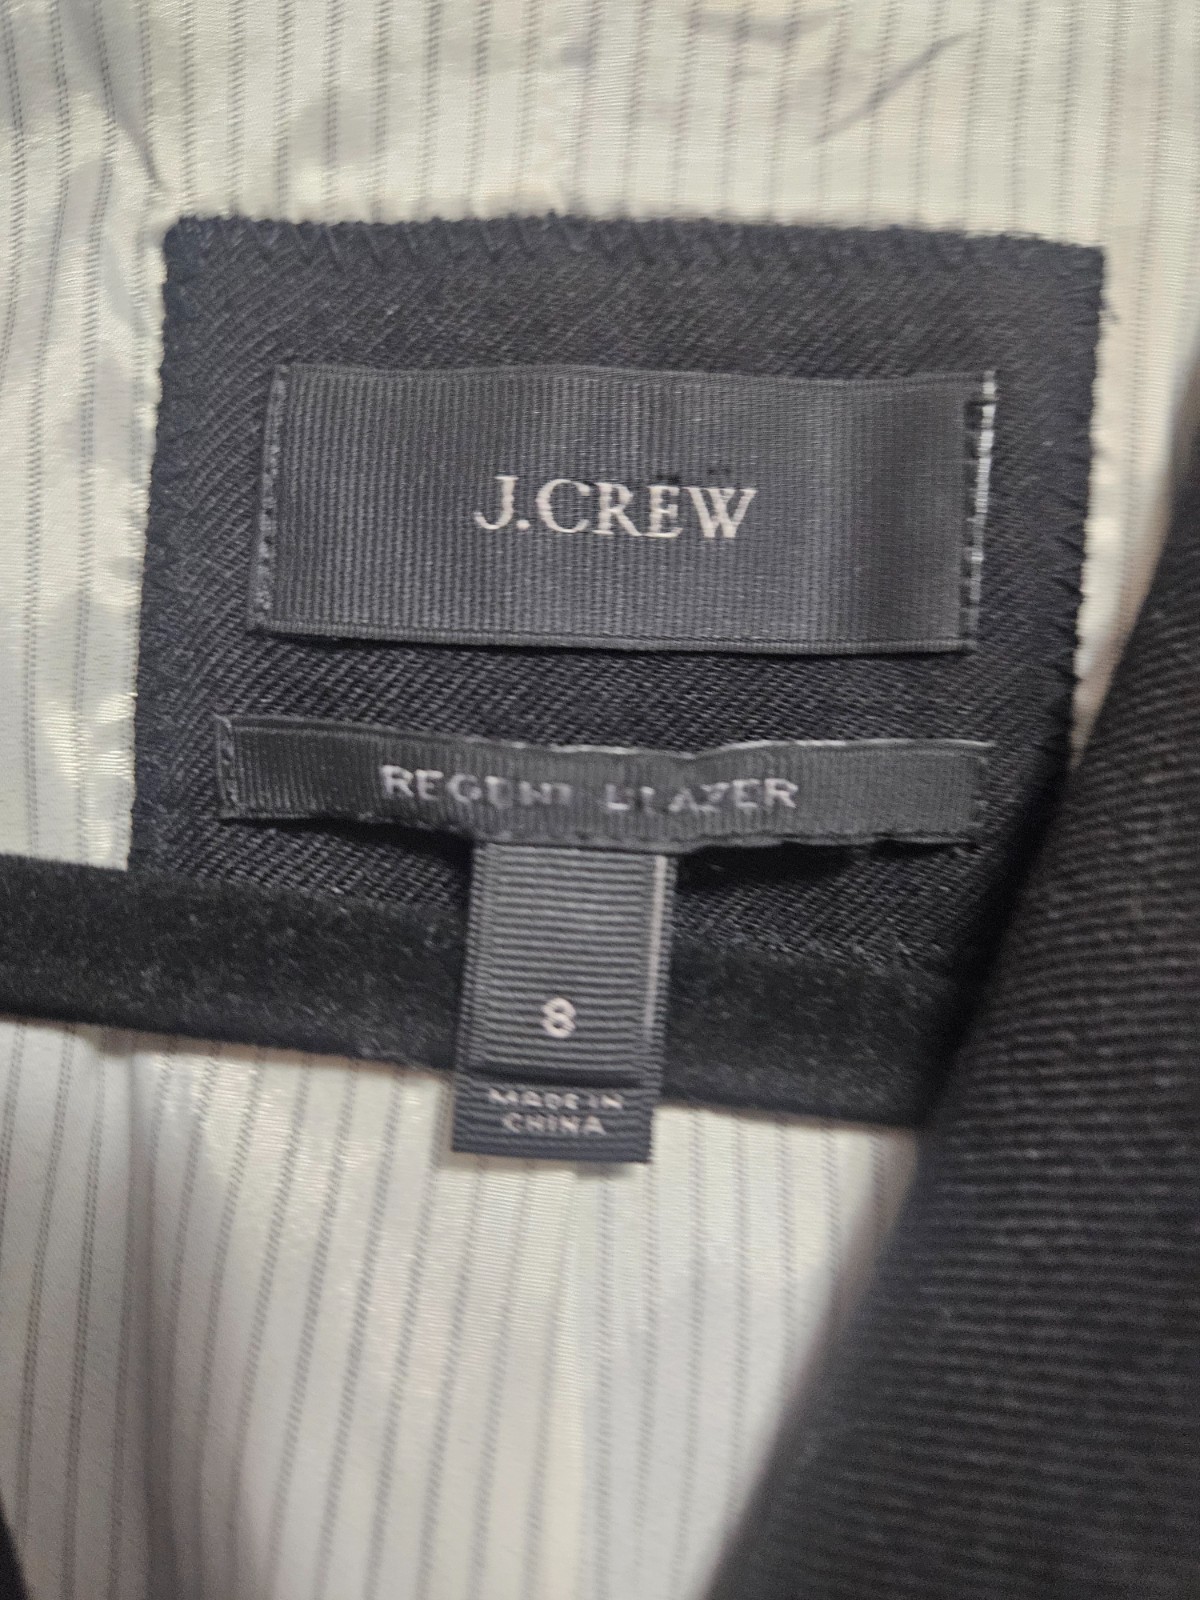 J.CREW
REGENT BLAZER
8
MADE IN
CHINA